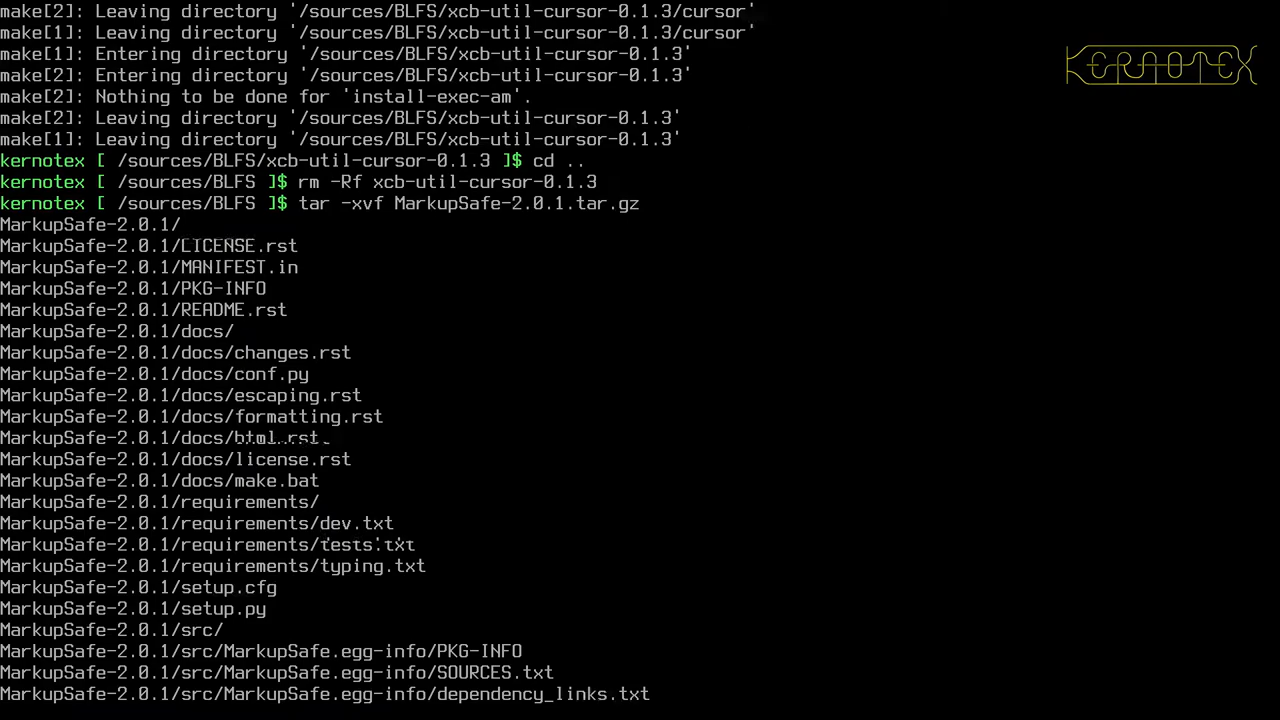 make[2]: Leaving directory '/sources/BLFS/xcb-util-cursor-0.1.3/cursor'
make[1]: Leaving directory '/sources/BLFS/xcb-util-cursor-0.1.3/cursor'
make[1]: Entering directory '/sources/BLFS/xcb-util-cursor-0.1.3'
make[2]: Entering directory '/sources/BLFS/xcb-util-cursor-0.1.3'
make[2]: Nothing to be done for 'install-exec-am'.
make[2]: Leaving directory '/sources/BLFS/xcb-util-cursor-0.1.3'
make[1]: Leaving directory '/sources/BLFS/xcb-util-cursor-0.1.3'
kernotex [ /sources/BLFS/xcb-util-cursor-0.1.3 ]$ cd ..
kernotex [ /sources/BLFS ]$ rm -Rf xcb-util-cursor-0.1.3
kernotex [ /sources/BLFS ]$ tar -xvf MarkupSafe-2.0.1.tar.gz
MarkupSafe-2.0.1/
MarkupSafe-2.0.1/LICENSE.rst
MarkupSafe-2.0.1/MANIFEST.in
MarkupSafe-2.0.1/PKG-INFO
MarkupSafe-2.0.1/README.rst
MarkupSafe-2.0.1/docs/
MarkupSafe-2.0.1/docs/changes.rst
MarkupSafe-2.0.1/docs/conf.py
MarkupSafe-2.0.1/docs/escaping.rst
MarkupSafe-2.0.1/docs/formatting.rst
MarkupSafe-2.0.1/docs/html.rst
MarkupSafe-2.0.1/docs/license.rst
MarkupSafe-2.0.1/docs/make.bat
MarkupSafe-2.0.1/requirements/
MarkupSafe-2.0.1/requirements/dev.txt
MarkupSafe-2.0.1/requirements/tests.txt
MarkupSafe-2.0.1/requirements/typing.txt
MarkupSafe-2.0.1/setup.cfg
MarkupSafe-2.0.1/setup.py
MarkupSafe-2.0.1/src/
MarkupSafe-2.0.1/src/MarkupSafe.egg-info/PKG-INFO
MarkupSafe-2.0.1/src/MarkupSafe.egg-info/SOURCES.txt
MarkupSafe-2.0.1/src/MarkupSafe.egg-info/dependency_links.txt
KERNOTEX